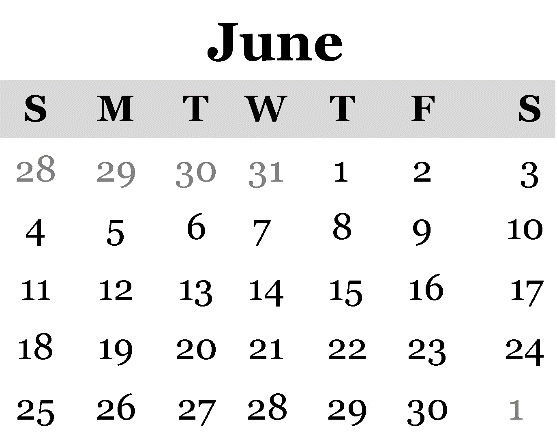 June
S M T W T F S
28 29 30 31 1 2 3
4 5 6 7 8 9 10
11 12 13 14 15 16 17
18 19 20 21 22 23 24
25 26 27 28 29 30 1